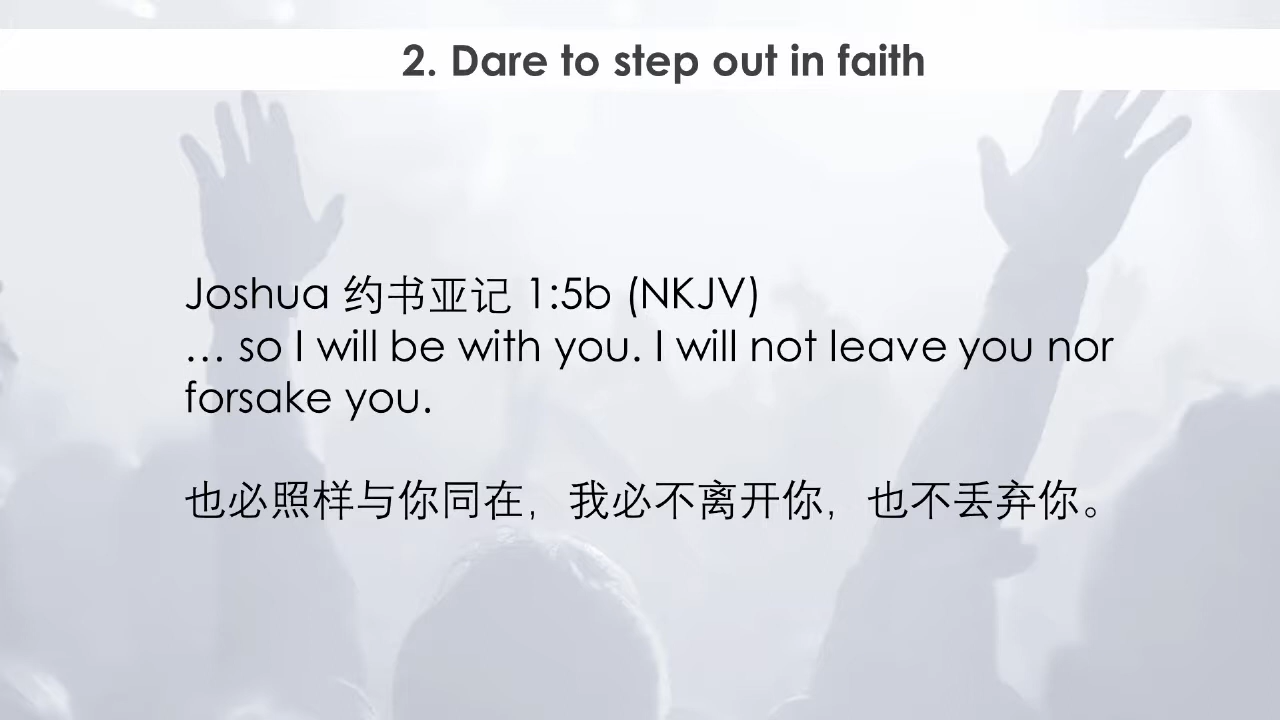 2. Dare to step out in faith
Joshua 约书亚记 1:5b (NKJV)
… so I will be with you. I will not leave you nor
forsake you.
也必照样与你同在，我必不离开你，也不丢弃你。